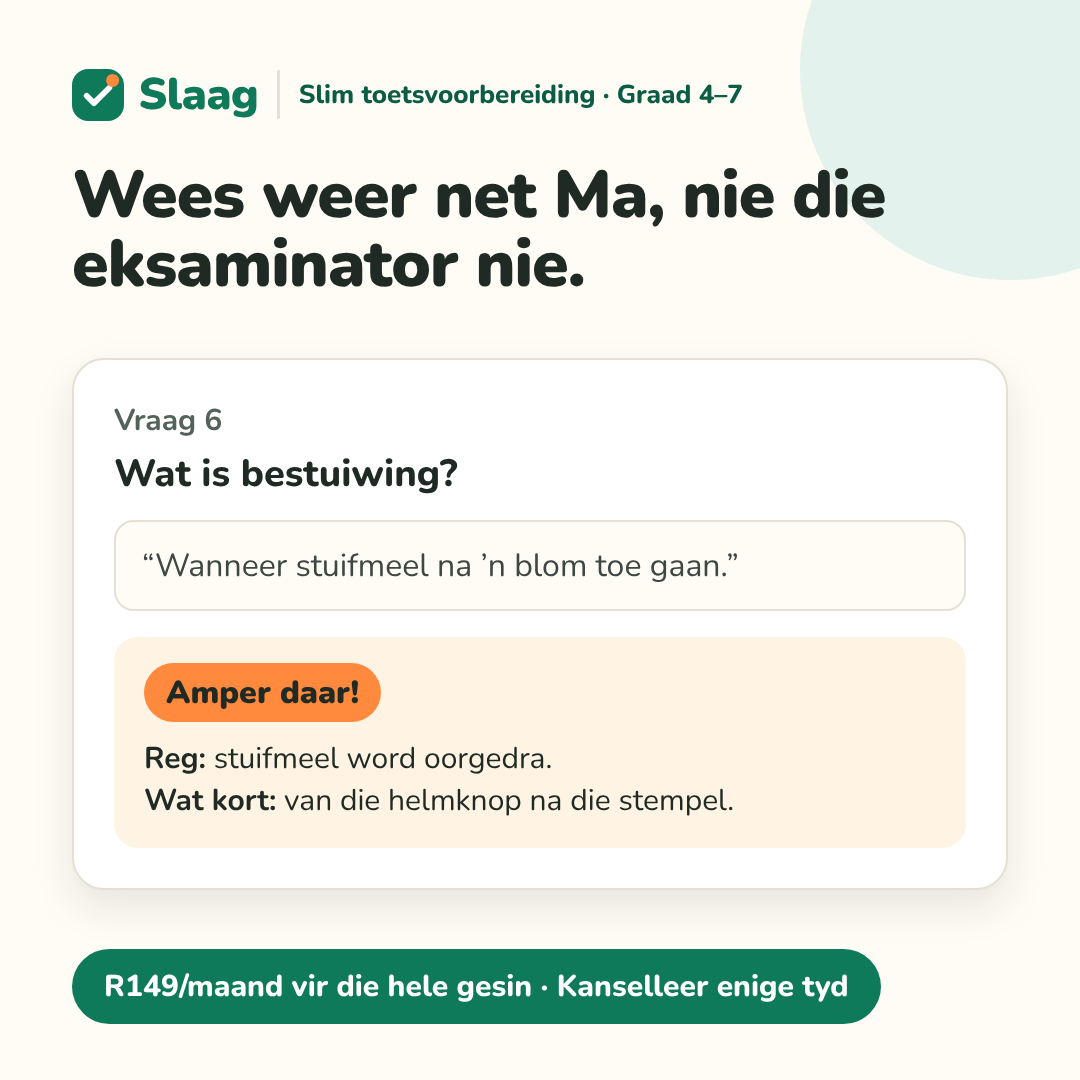 Slaag
Slim toetsvoorbereiding · Graad 4–7
Wees weer net Ma, nie die
eksaminator nie.
Vraag 6
Wat is bestuiwing?
“Wanneer stuifmeel na ’n blom toe gaan.”
Amper daar!
Reg: stuifmeel word oorgedra.
Wat kort: van die helmknop na die stempel.
R149/maand vir die hele gesin · Kanselleer enige tyd